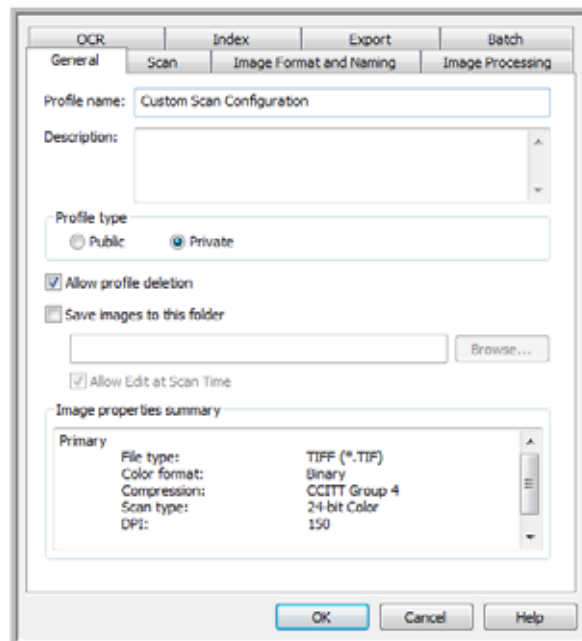 OCR Index Export Batch
General Scan Image Format and Naming Image Processing
Profile name: Custom Scan Configuration
Description:
Profile type
Public Private
Allow profile deletion
Save images to this folder
Browse...
Allow Edit at Scan Time
Image properties summary
Primary
File type: TIFF (*.TIF)
Color format: Binary
Compression: CCITT Group 4
Scan type: 24-bit Color
DPI: 150
OK Cancel Help